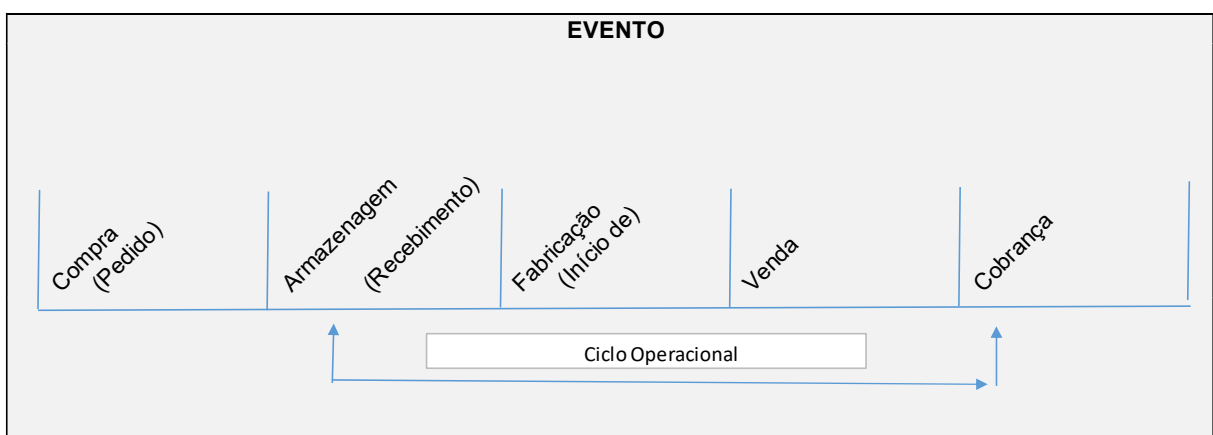 EVENTO
Compra
(Pedido)
Armazenagem
(Recebimento)
Fabricação
(Início de)
Venda
Cobrança
Ciclo Operacional